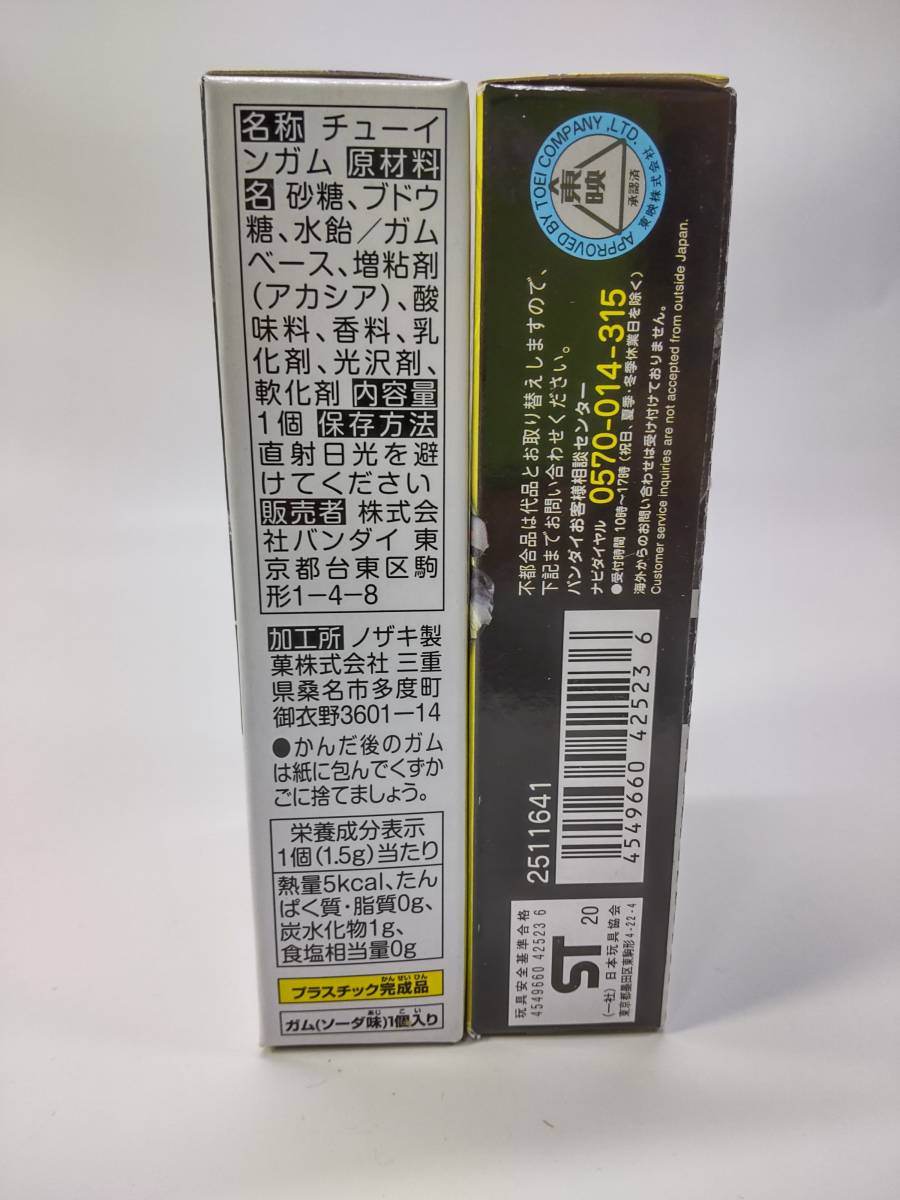 名称 チューイ
ンガム 原材料
名 砂糖、ブドウ
糖、水飴／ガム
ベース、増粘剤
(アカシア)、酸
味料、香料、乳
化剤、光沢剤、
軟化剤 内容量
1個 保存方法
直射日光を避
けてください
販売者 株式会
社バンダイ 東
京都台東区駒
形1-4-8
加工所 ノザキ製
菓株式会社 三重
県桑名市多度町
御衣野3601-14
●かんだ後のガム
は紙に包んでくずか
ごに捨てましょう。
栄養成分表示
1個(1.5g)当たり
熱量5kcal、たん
ぱく質・脂質0g、
炭水化物1g、
食塩相当量0g
かんせいひん
プラスチック完成品
あじ こ い
ガム(ソーダ味)1個入り
APPROVED BY TOEI COMPANY,LTD.
東映株式会社
東映
承認済
不都合品は代品とお取り替えしますので、
下記までお問い合わせください。
バンダイお客様相談センター
ナビダイヤル 0570-014-315
●受付時間 10時～17時 (祝日、夏季・冬季休業日を除く)
海外からのお問い合わせは受け付けておりません。
Customer service inquiries are not accepted from outside Japan.
2511641
4549660 425236
玩具安全基準合格
4549660 42523 6
ST 20
(一社) 日本玩具協会
東京都墨田区東駒形4-22-4